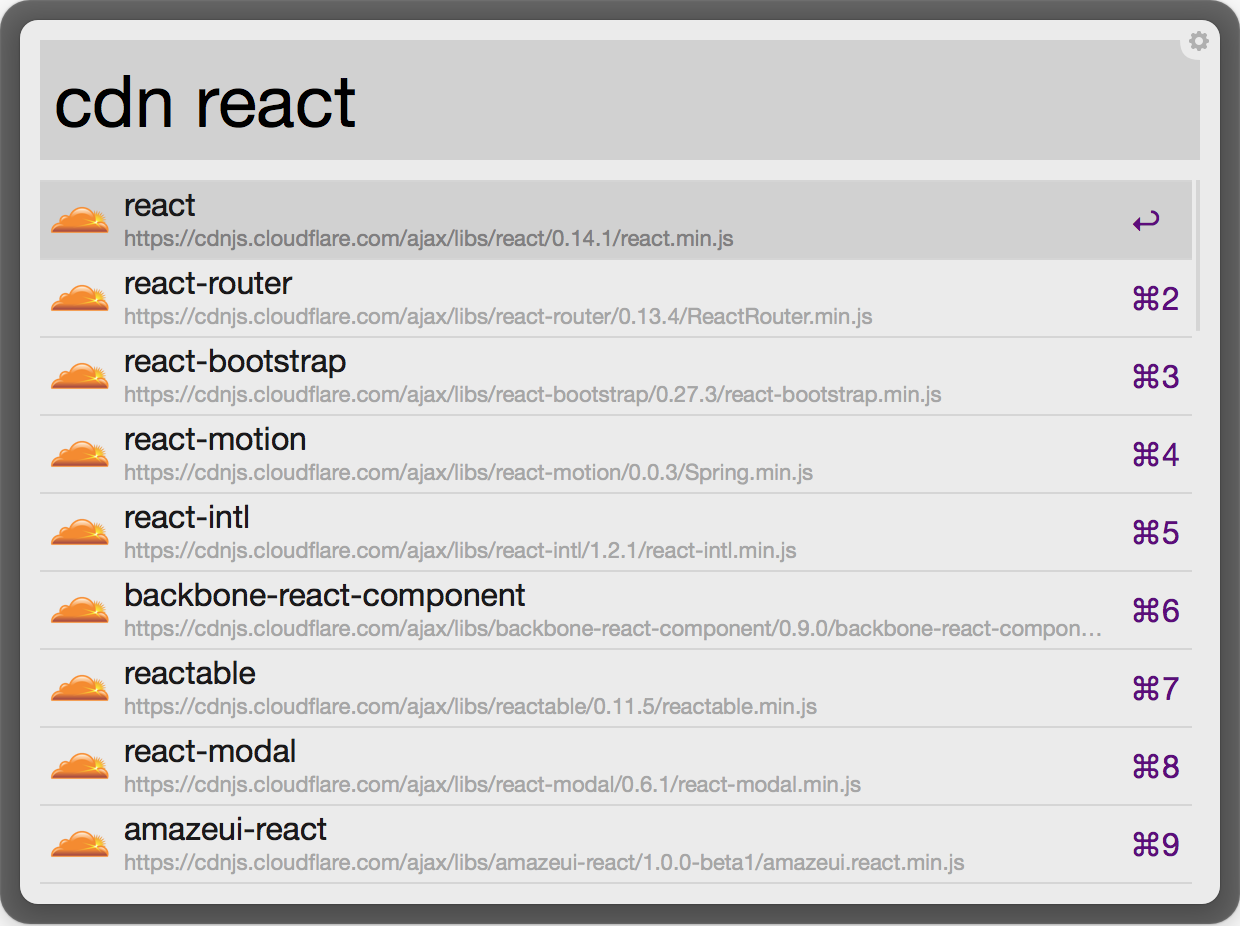 cdn react
react
https://cdnjs.cloudflare.com/ajax/libs/react/0.14.1/react.min.js
↩
react-router
https://cdnjs.cloudflare.com/ajax/libs/react-router/0.13.4/ReactRouter.min.js
⌘2
react-bootstrap
https://cdnjs.cloudflare.com/ajax/libs/react-bootstrap/0.27.3/react-bootstrap.min.js
⌘3
react-motion
https://cdnjs.cloudflare.com/ajax/libs/react-motion/0.0.3/Spring.min.js
⌘4
react-intl
https://cdnjs.cloudflare.com/ajax/libs/react-intl/1.2.1/react-intl.min.js
⌘5
backbone-react-component
https://cdnjs.cloudflare.com/ajax/libs/backbone-react-component/0.9.0/backbone-react-compon…
⌘6
reactable
https://cdnjs.cloudflare.com/ajax/libs/reactable/0.11.5/reactable.min.js
⌘7
react-modal
https://cdnjs.cloudflare.com/ajax/libs/react-modal/0.6.1/react-modal.min.js
⌘8
amazeui-react
https://cdnjs.cloudflare.com/ajax/libs/amazeui-react/1.0.0-beta1/amazeui.react.min.js
⌘9